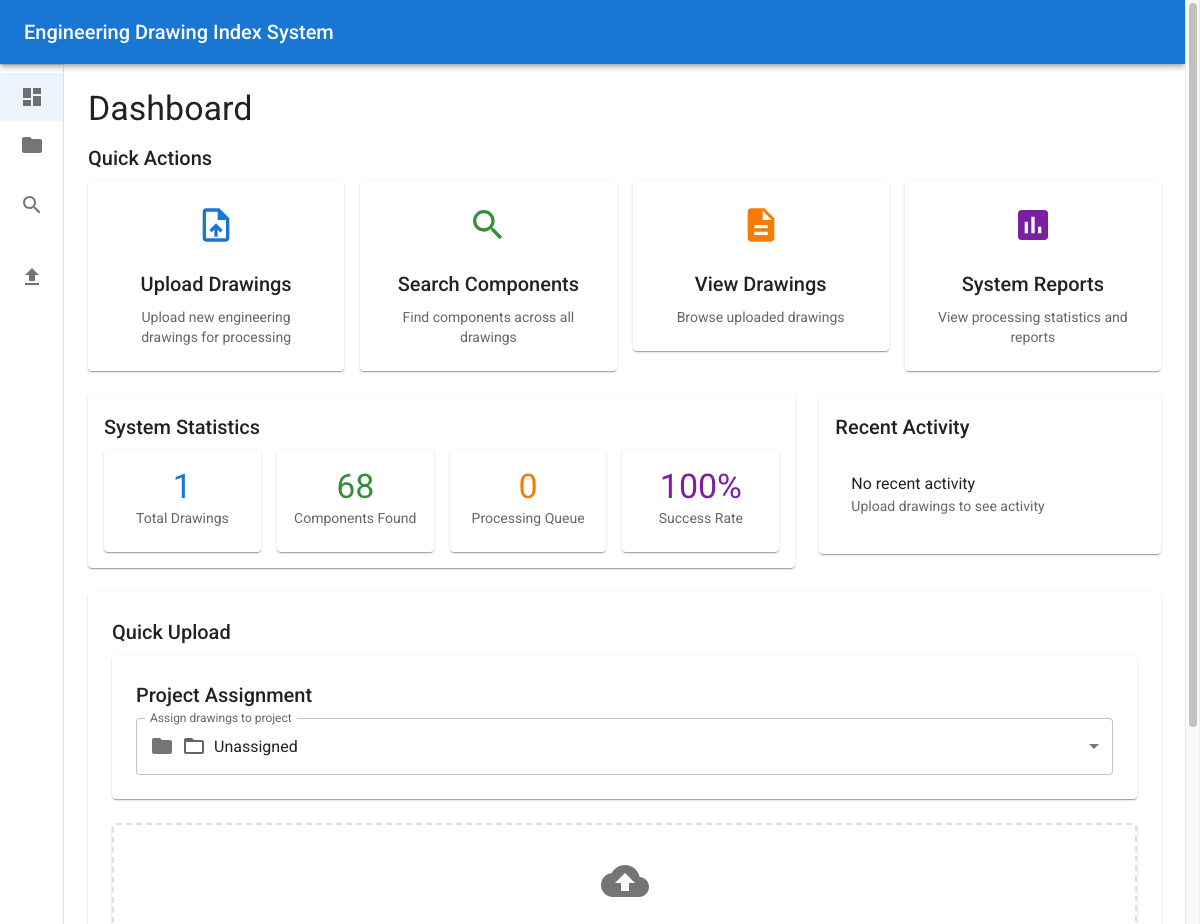 Engineering Drawing Index System
Dashboard
Quick Actions
Upload Drawings
Upload new engineering
drawings for processing
Search Components
Find components across all
drawings
View Drawings
Browse uploaded drawings
System Reports
View processing statistics and
reports
System Statistics
1
Total Drawings
68
Components Found
0
Processing Queue
100%
Success Rate
Recent Activity
No recent activity
Upload drawings to see activity
Quick Upload
Project Assignment
Assign drawings to project
Unassigned